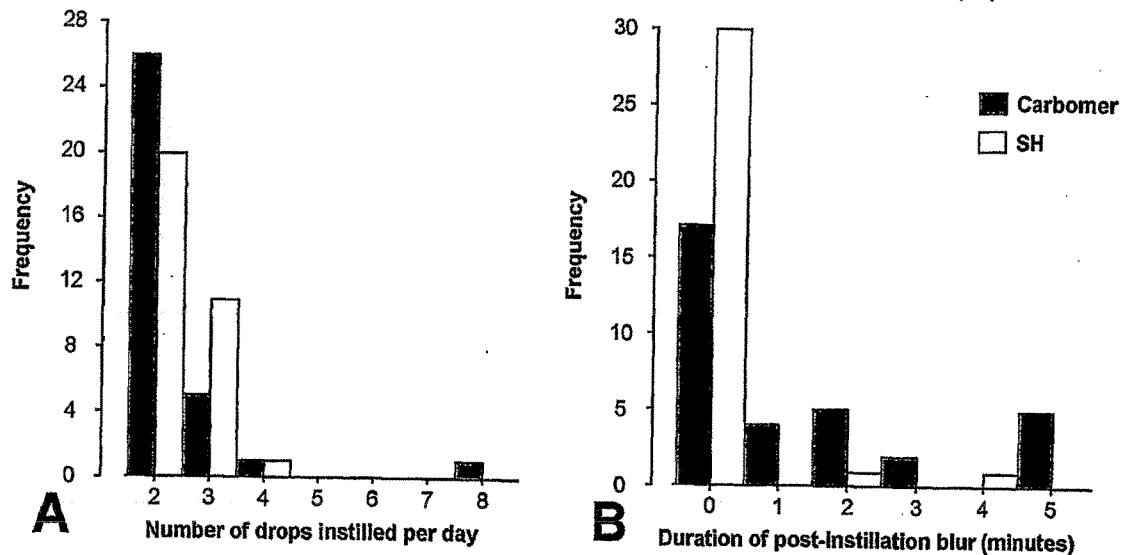 28
24
20
16
12
8
4
0
Frequency
2 3 4 5 6 7 8
Number of drops instilled per day
A
30
25
20
15
10
5
0
Frequency
Carbomer
SH
0 1 2 3 4 5
Duration of post-instillation blur (minutes)
B